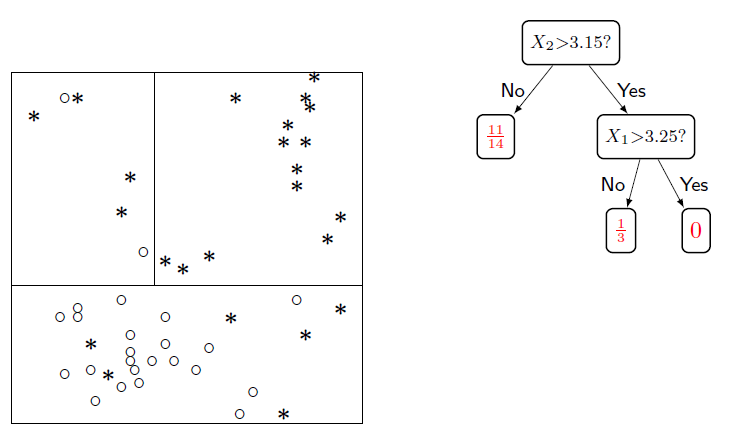 X₂>3.15?
No
Yes
11/14
X₁>3.25?
No
Yes
1/3
0